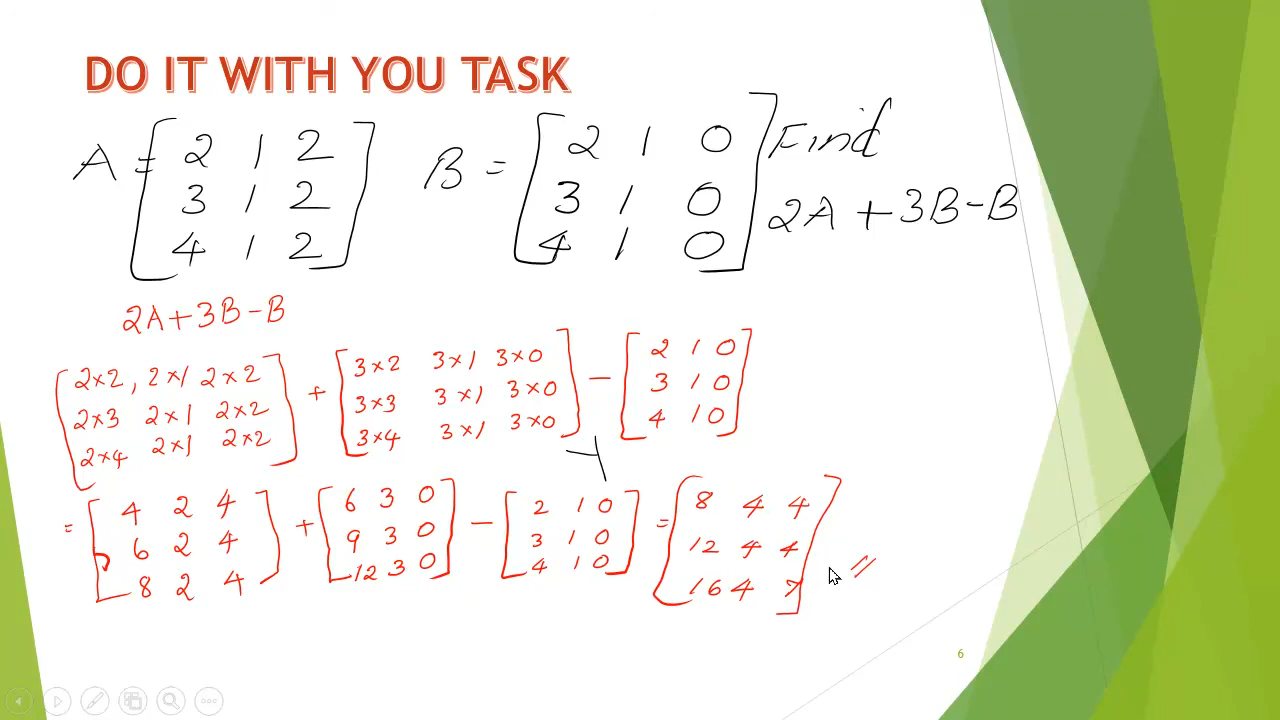 DO IT WITH YOU TASK
A = [2 1 2 B = [2 1 0] Find
3 1 2 3 1 0 2A + 3B - B
4 1 2] 4 1 0]
2A + 3B - B
[2×2, 2×1 2×2 + [3×2 3×1 3×0 - [2 1 0
2×3 2×1 2×2 3×3 3×1 3×0 3 1 0
2×4 2×1 2×2] 3×4 3×1 3×0] 4 1 0]
= [4 2 4 + [6 3 0 - [2 1 0 = [8 4 4
6 2 4 9 3 0 3 1 0 12 4 4
8 2 4] 12 3 0] 4 1 0] 16 4
6